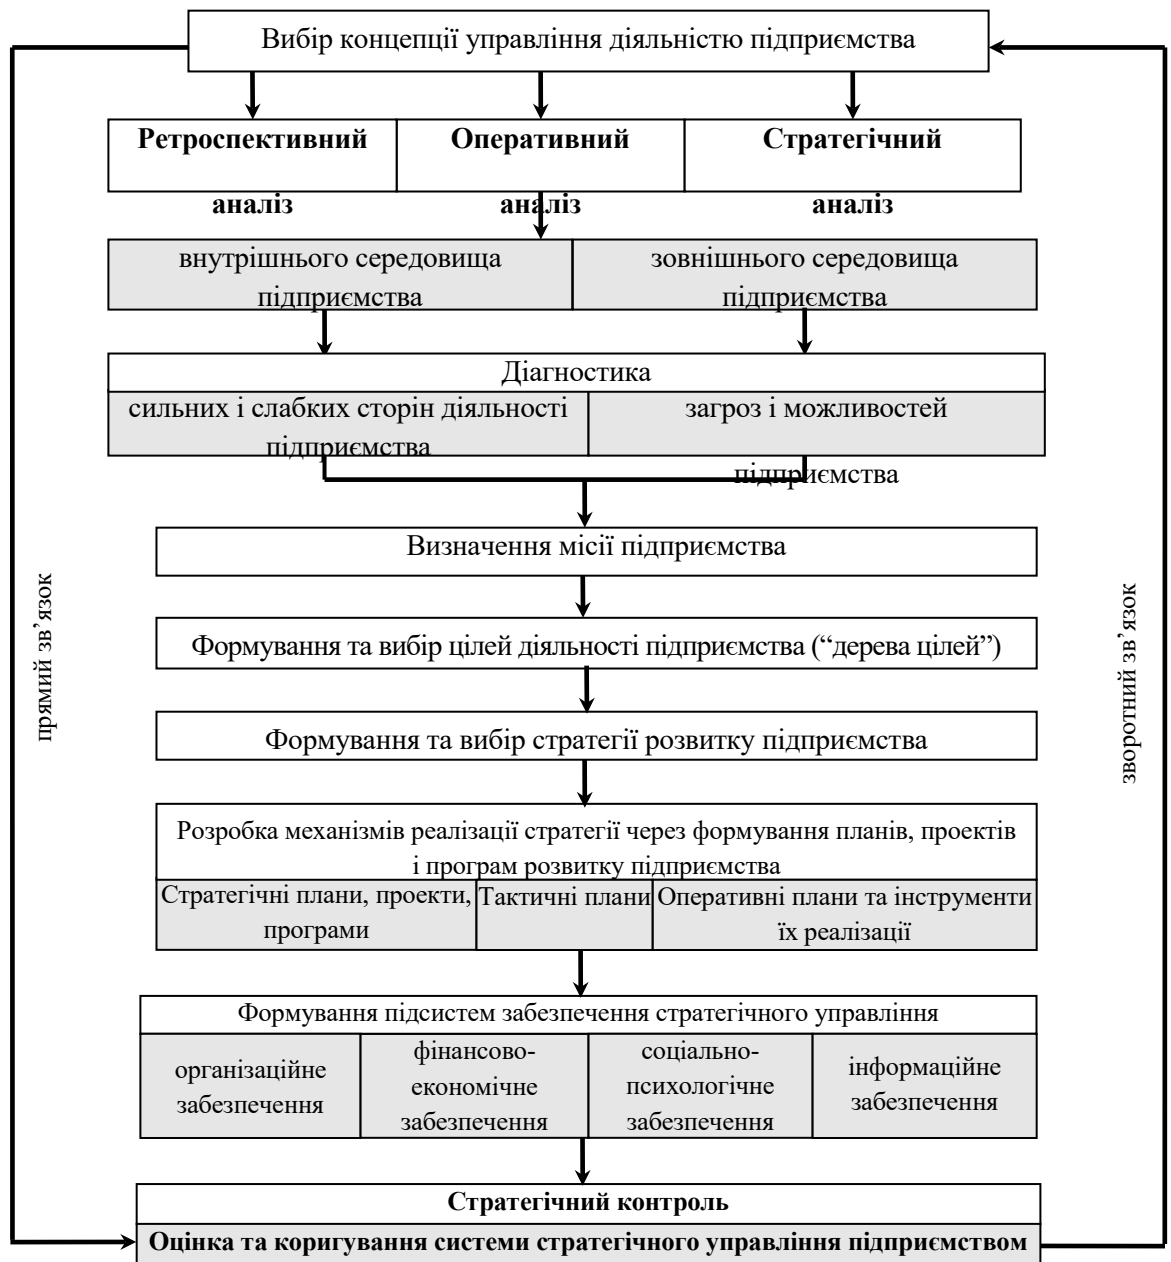 Вибір концепції управління діяльністю підприємства
Ретроспективний
аналіз
Оперативний
аналіз
Стратегічний
аналіз
внутрішнього середовища
підприємства
зовнішнього середовища
підприємства
Діагностика
сильних і слабких сторін діяльності
підприємства
загроз і можливостей
підприємства
Визначення місії підприємства
Формування та вибір цілей діяльності підприємства (“дерева цілей”)
Формування та вибір стратегії розвитку підприємства
Розробка механізмів реалізації стратегії через формування планів, проектів
і програм розвитку підприємства
Стратегічні плани, проекти,
програми
Тактичні плани
Оперативні плани та інструменти
їх реалізації
Формування підсистем забезпечення стратегічного управління
організаційне
забезпечення
фінансово-
економічне
забезпечення
соціально-
психологічне
забезпечення
інформаційне
забезпечення
Стратегічний контроль
Оцінка та коригування системи стратегічного управління підприємством
прямий зв’язок
зворотний зв’язок